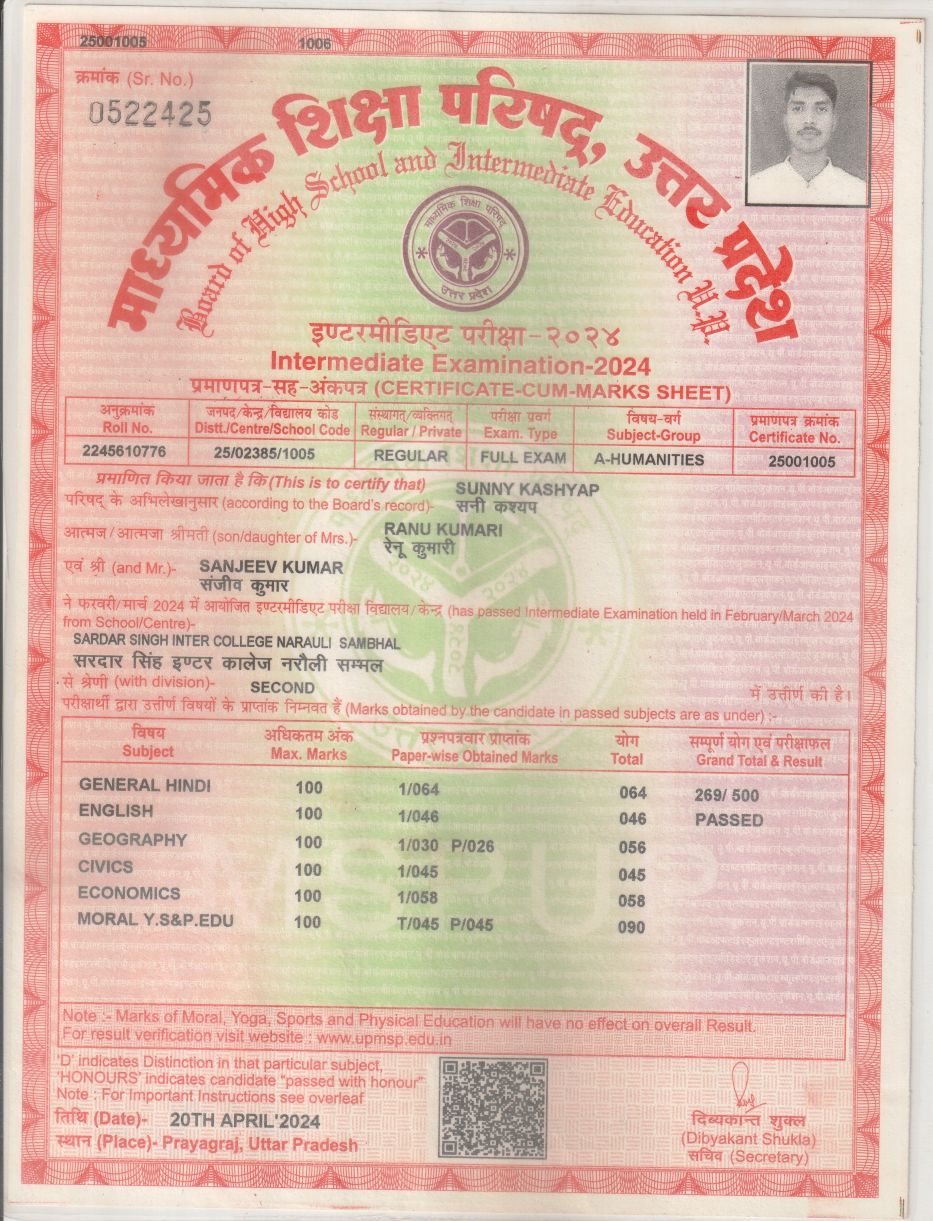 25001005 1006
क्रमांक (Sr. No.)
0522425
माध्यमिक शिक्षा परिषद्, उत्तर प्रदेश
Board of High School and Intermediate Education U.P.
माध्यमिक शिक्षा परिषद्
उत्तर प्रदेश
इण्टरमीडिएट परीक्षा-२०२४
Intermediate Examination-2024
प्रमाणपत्र-सह-अंकपत्र (CERTIFICATE-CUM-MARKS SHEET)
अनुक्रमांक जनपद/केन्द्र/विद्यालय कोड संस्थागत/व्यक्तिगत परीक्षा प्रवर्ग विषय-वर्ग प्रमाणपत्र क्रमांक
Roll No. Distt./Centre/School Code Regular / Private Exam. Type Subject-Group Certificate No.
2245610776 25/02385/1005 REGULAR FULL EXAM A-HUMANITIES 25001005
प्रमाणित किया जाता है कि (This is to certify that) SUNNY KASHYAP
परिषद् के अभिलेखानुसार (according to the Board's record)- सनी कश्यप
आत्मज/आत्मजा श्रीमती (son/daughter of Mrs.)- RANU KUMARI
रेनू कुमारी
एवं श्री (and Mr.)- SANJEEV KUMAR
संजीव कुमार
ने फरवरी/मार्च 2024 में आयोजित इण्टरमीडिएट परीक्षा विद्यालय/केन्द्र (has passed Intermediate Examination held in February/March 2024
from School/Centre)-
SARDAR SINGH INTER COLLEGE NARAULI SAMBHAL
सरदार सिंह इण्टर कालेज नरौली सम्भल
से श्रेणी (with division)- SECOND में उत्तीर्ण की है।
परीक्षार्थी द्वारा उत्तीर्ण विषयों के प्राप्तांक निम्नवत हैं (Marks obtained by the candidate in passed subjects are as under) :-
विषय अधिकतम अंक प्रश्नपत्रवार प्राप्तांक योग सम्पूर्ण योग एवं परीक्षाफल
Subject Max. Marks Paper-wise Obtained Marks Total Grand Total & Result
GENERAL HINDI 100 1/064 064 269/ 500
ENGLISH 100 1/046 046 PASSED
GEOGRAPHY 100 1/030 P/026 056
CIVICS 100 1/045 045
ECONOMICS 100 1/058 058
MORAL Y.S&P.EDU 100 T/045 P/045 090
Note :- Marks of Moral, Yoga, Sports and Physical Education will have no effect on overall Result.
For result verification visit website : www.upmsp.edu.in
'D' indicates Distinction in that particular subject,
'HONOURS' indicates candidate "passed with honour"
Note : For Important Instructions see overleaf
तिथि (Date)- 20TH APRIL'2024
स्थान (Place)- Prayagraj, Uttar Pradesh
दिब्यकान्त शुक्ल
(Dibyakant Shukla)
सचिव (Secretary)